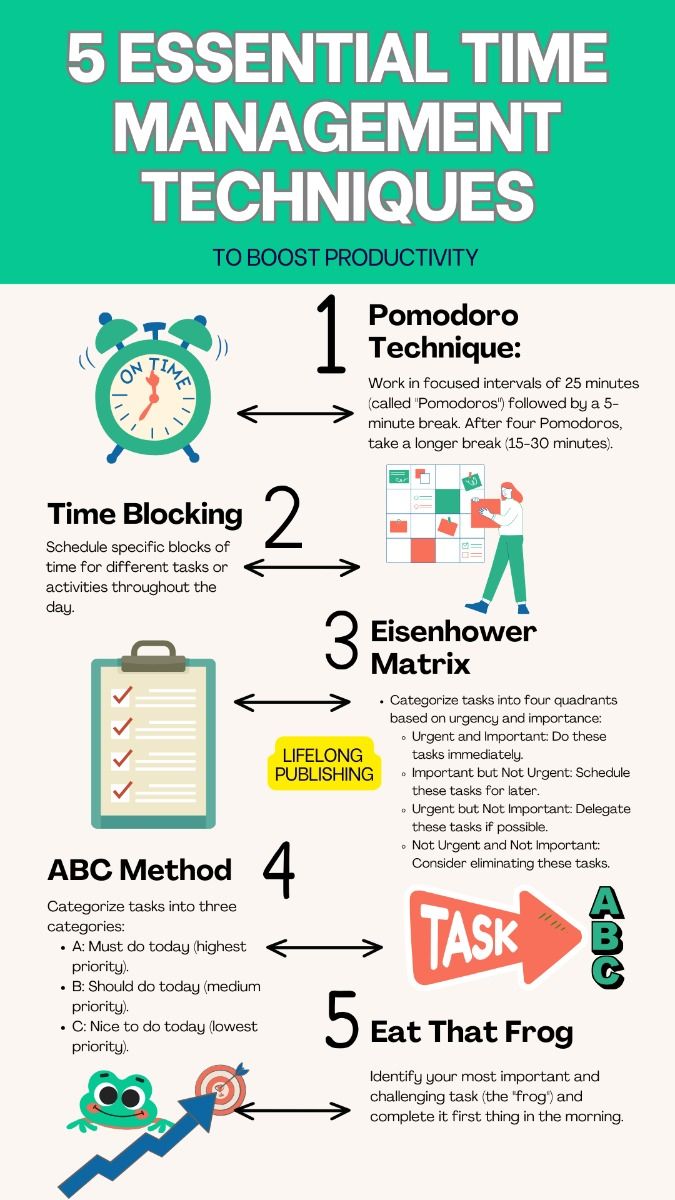 5 ESSENTIAL TIME
MANAGEMENT
TECHNIQUES
TO BOOST PRODUCTIVITY
ON TIME
1
Pomodoro
Technique:
Work in focused intervals of 25 minutes
(called "Pomodoros") followed by a 5-
minute break. After four Pomodoros,
take a longer break (15-30 minutes).
Time Blocking
2
Schedule specific blocks of
time for different tasks or
activities throughout the
day.
3
Eisenhower
Matrix
• Categorize tasks into four quadrants
based on urgency and importance:
◦ Urgent and Important: Do these
tasks immediately.
◦ Important but Not Urgent: Schedule
these tasks for later.
◦ Urgent but Not Important: Delegate
these tasks if possible.
◦ Not Urgent and Not Important:
Consider eliminating these tasks.
LIFELONG
PUBLISHING
ABC Method
4
Categorize tasks into three
categories:
• A: Must do today (highest
priority).
• B: Should do today (medium
priority).
• C: Nice to do today (lowest
priority).
TASK
A
B
C
5
Eat That Frog
Identify your most important and
challenging task (the "frog") and
complete it first thing in the morning.